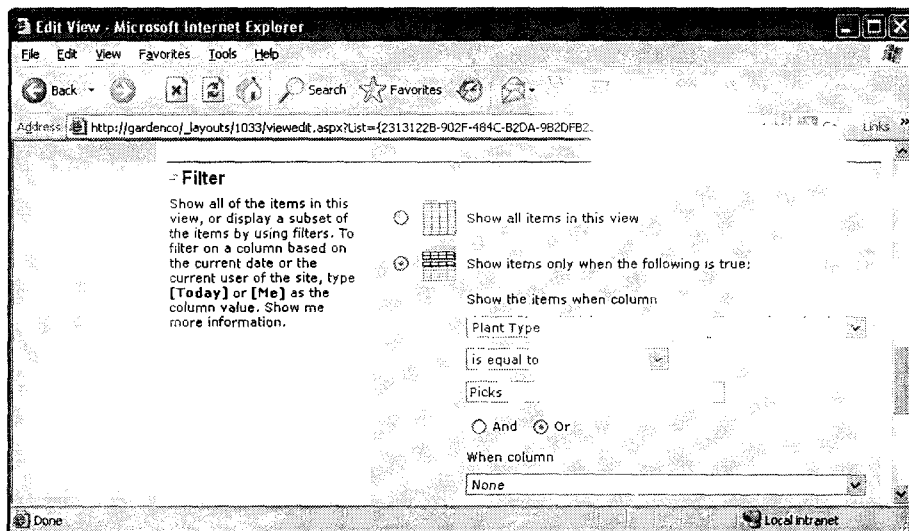 Edit View - Microsoft Internet Explorer
File Edit View Favorites Tools Help
Back Search Favorites
Address http://gardenco/_layouts/1033/viewedit.aspx?List={2313122B-902F-484C-B2DA-9B2DFB2 Links »
Filter
Show all of the items in this
view, or display a subset of
the items by using filters. To
filter on a column based on
the current date or the
current user of the site, type
[Today] or [Me] as the
column value. Show me
more information.
Show all items in this view
Show items only when the following is true:
Show the items when column
Plant Type
is equal to
Picks
And Or
When column
None
Done Local intranet